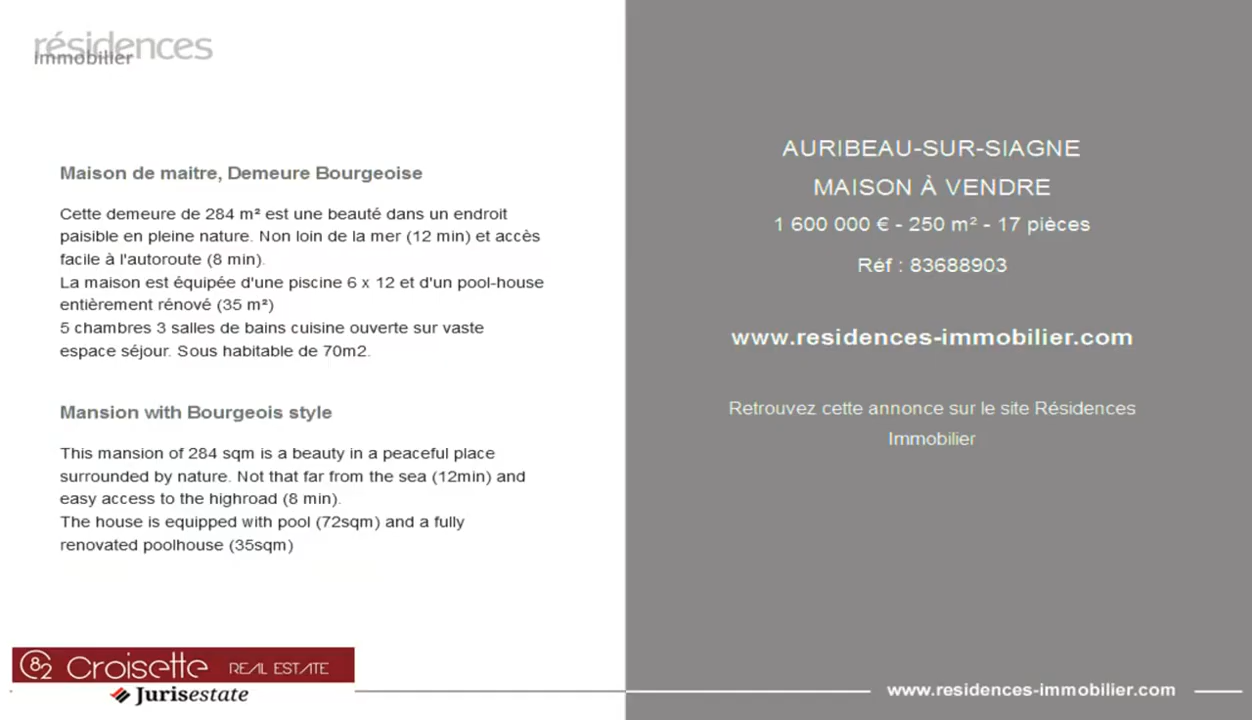 résidences
Immobilier
Maison de maitre, Demeure Bourgeoise
Cette demeure de 284 m² est une beauté dans un endroit
paisible en pleine nature. Non loin de la mer (12 min) et accès
facile à l'autoroute (8 min).
La maison est équipée d'une piscine 6 x 12 et d'un pool-house
entièrement rénové (35 m²)
5 chambres 3 salles de bains cuisine ouverte sur vaste
espace séjour. Sous habitable de 70m2.
Mansion with Bourgeois style
This mansion of 284 sqm is a beauty in a peaceful place
surrounded by nature. Not that far from the sea (12min) and
easy access to the highroad (8 min).
The house is equipped with pool (72sqm) and a fully
renovated poolhouse (35sqm)
82 Croisette REAL ESTATE
Jurisestate
AURIBEAU-SUR-SIAGNE
MAISON À VENDRE
1 600 000 € - 250 m² - 17 pièces
Réf : 83688903
www.residences-immobilier.com
Retrouvez cette annonce sur le site Résidences
Immobilier
www.residences-immobilier.com